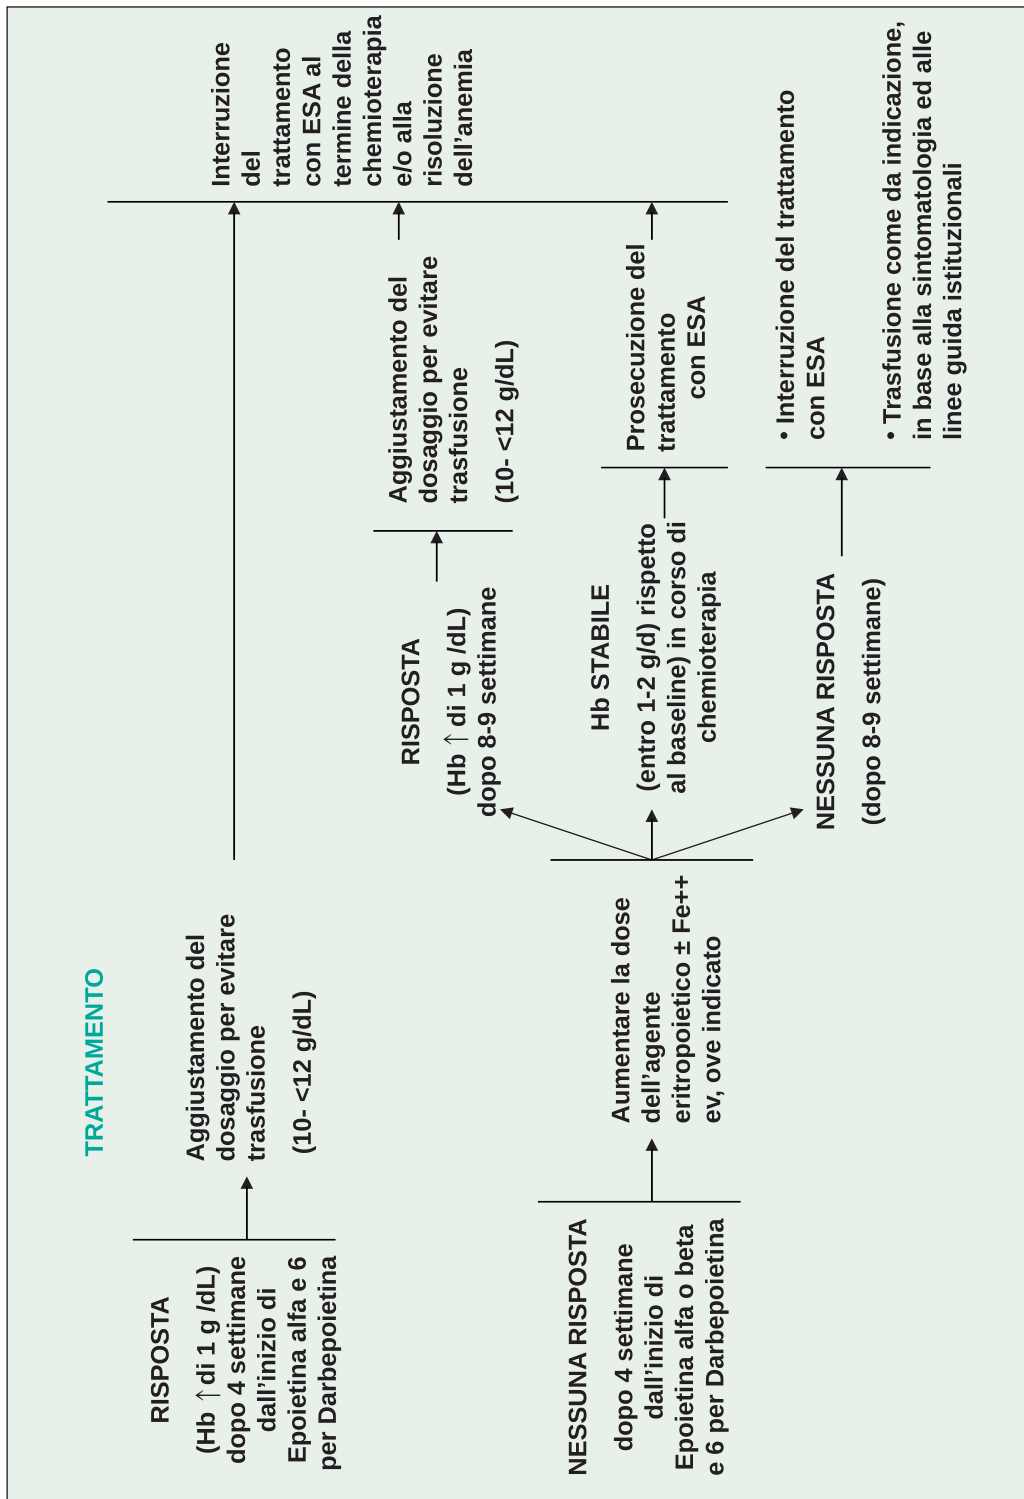 TRATTAMENTO
RISPOSTA
(Hb ↑ di 1 g /dL)
dopo 4 settimane
dall'inizio di
Epoietina alfa e 6
per Darbepoietina
Aggiustamento del
dosaggio per evitare
trasfusione
(10- <12 g/dL)
Interruzione
del
trattamento
con ESA al
termine della
chemioterapia
e/o alla
risoluzione
dell'anemia
NESSUNA RISPOSTA
dopo 4 settimane
dall'inizio di
Epoietina alfa o beta
e 6 per Darbepoietina
Aumentare la dose
dell'agente
eritropoietico ± Fe++
ev, ove indicato
RISPOSTA
(Hb ↑ di 1 g /dL)
dopo 8-9 settimane
Aggiustamento del
dosaggio per evitare
trasfusione
(10- <12 g/dL)
Hb STABILE
(entro 1-2 g/d) rispetto
al baseline) in corso di
chemioterapia
Prosecuzione del
trattamento
con ESA
NESSUNA RISPOSTA
(dopo 8-9 settimane)
• Interruzione del trattamento
con ESA
• Trasfusione come da indicazione,
in base alla sintomatologia ed alle
linee guida istituzionali